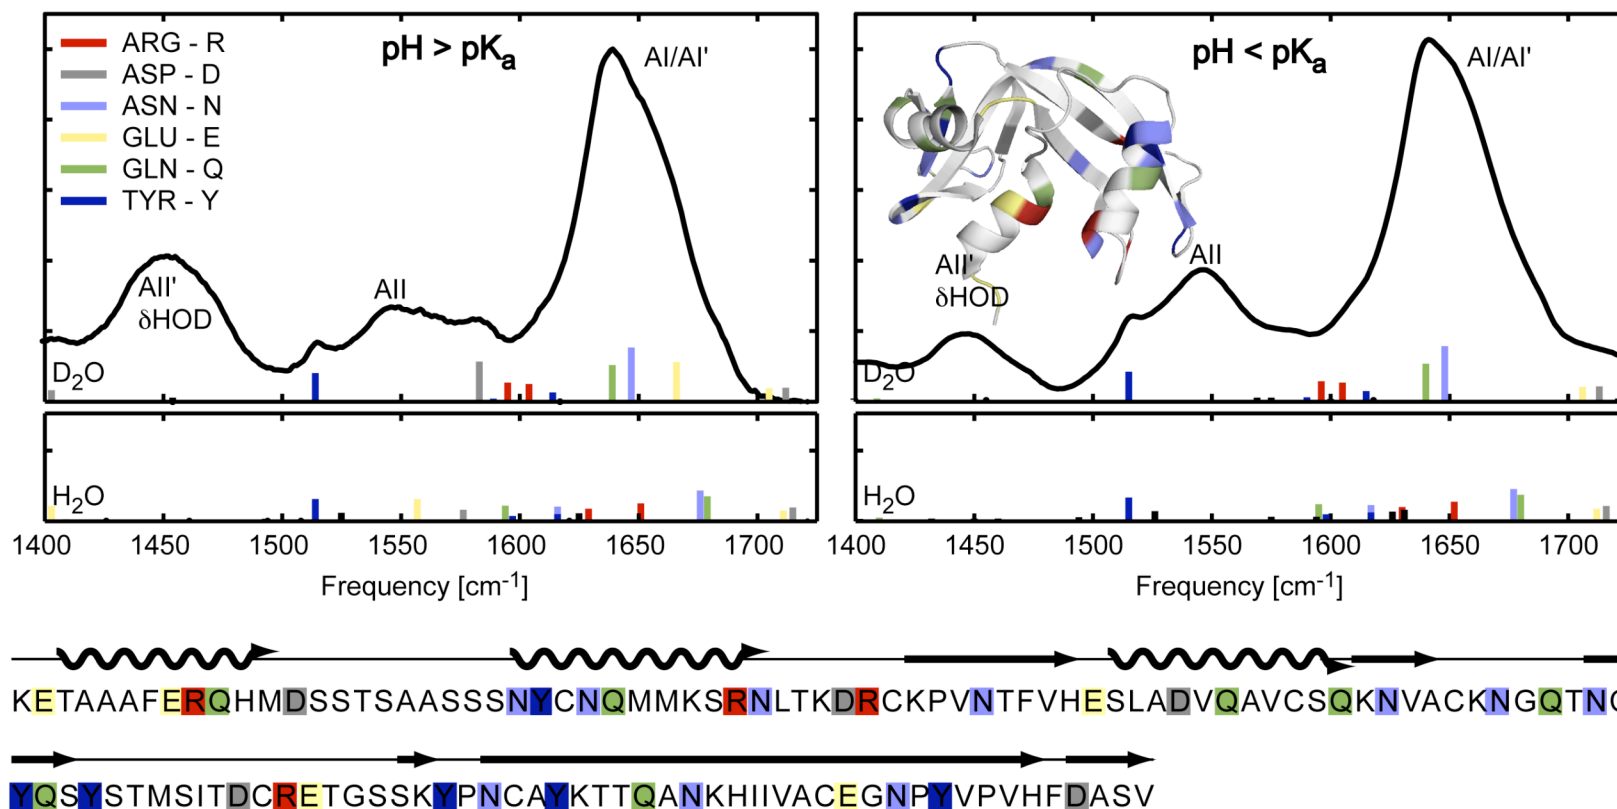 ARG - R
ASP - D
ASN - N
GLU - E
GLN - Q
TYR - Y
pH > pKa
AI/AI'
AII'
δHOD
AII
D2O
H2O
1400 1450 1500 1550 1600 1650 1700
Frequency [cm-1]
pH < pKa
AI/AI'
AII'
δHOD
AII
D2O
H2O
1400 1450 1500 1550 1600 1650 1700
Frequency [cm-1]
KETAAAFERQHMDSSTSAASSSNYCNQMMKSRNLTKDRCKPVNTFVHESLADVQAVCSQKNVACKNGQTNC
YQSYSTMSITDCRETGSSKYPNCAYKTTQANKHIIVACEGNPYVPVHFDASV